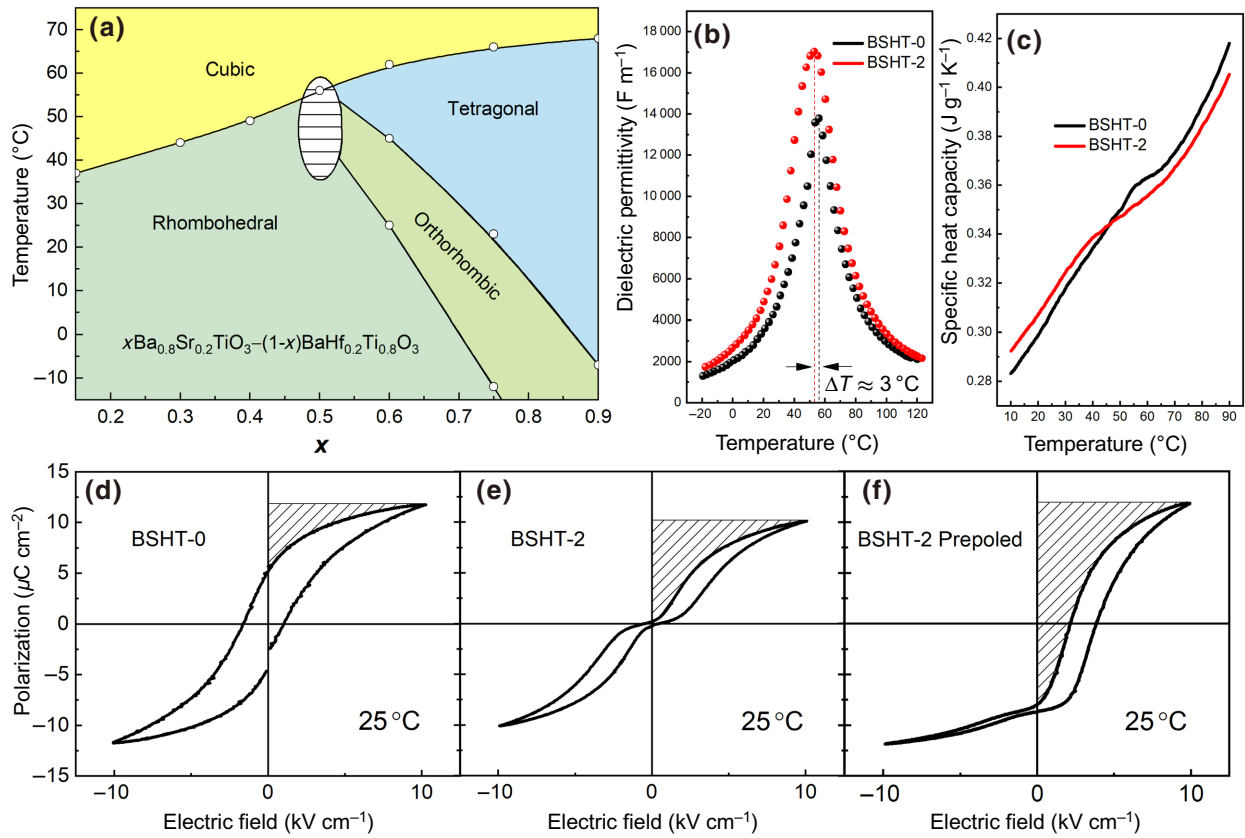 (a)
Temperature (°C)
70
60
50
40
30
20
10
0
−10
Cubic
Tetragonal
Rhombohedral
Orthorhombic
xBa0.8Sr0.2TiO3–(1-x)BaHf0.2Ti0.8O3
0.2 0.3 0.4 0.5 0.6 0.7 0.8 0.9
x
(b)
Dielectric permittivity (F m−1)
18 000
16 000
14 000
12 000
10 000
8000
6000
4000
2000
0
BSHT-0
BSHT-2
ΔT ≈ 3 °C
−20 0 20 40 60 80 100 120
Temperature (°C)
(c)
Specific heat capacity (J g−1 K−1)
0.42
0.40
0.38
0.36
0.34
0.32
0.30
0.28
BSHT-0
BSHT-2
10 20 30 40 50 60 70 80 90
Temperature (°C)
(d)
Polarization (μC cm−2)
15
10
5
0
−5
−10
−15
BSHT-0
25 °C
−10 0 10
Electric field (kV cm−1)
(e)
BSHT-2
25 °C
−10 0 10
Electric field (kV cm−1)
(f)
BSHT-2 Prepoled
25 °C
−10 0 10
Electric field (kV cm−1)